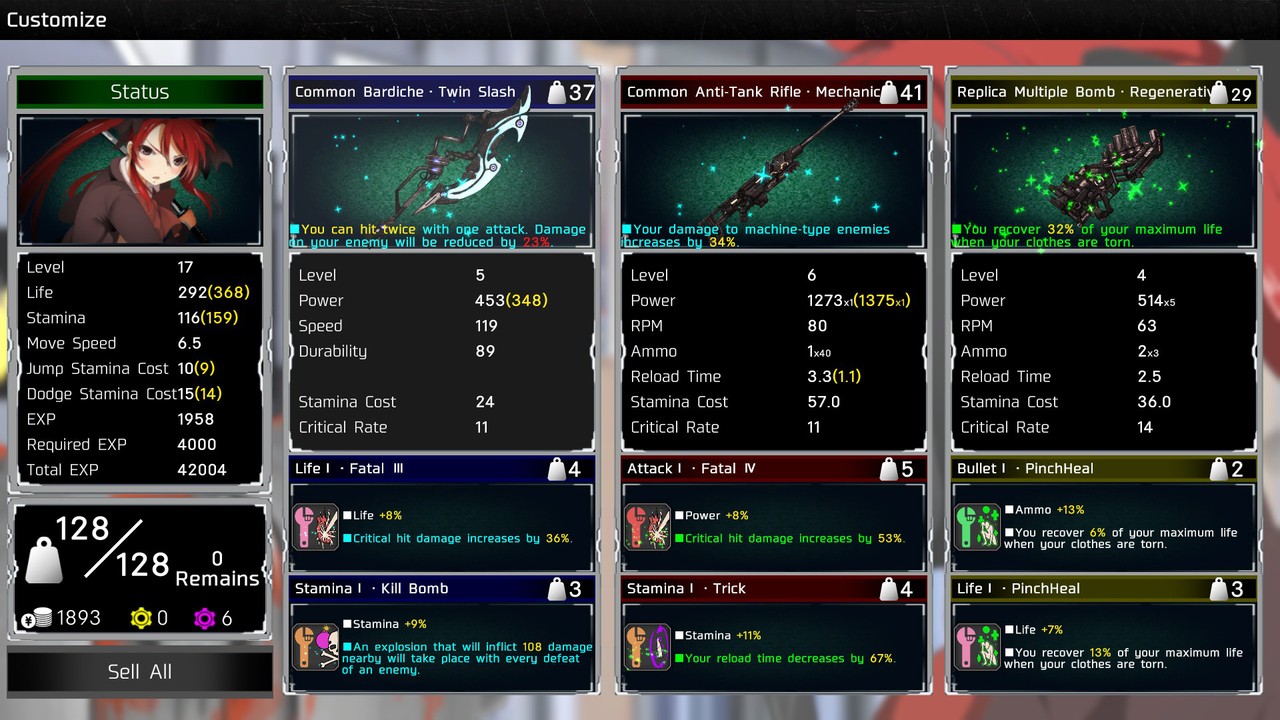 Customize
Status
Level 17
Life 292(368)
Stamina 116(159)
Move Speed 6.5
Jump Stamina Cost 10(9)
Dodge Stamina Cost 15(14)
EXP 1958
Required EXP 4000
Total EXP 42004
128/128
0
Remains
¥ 1893 0 6
Sell All
Common Bardiche · Twin Slash 37
■You can hit twice with one attack. Damage
on your enemy will be reduced by 23%.
Level 5
Power 453(348)
Speed 119
Durability 89
Stamina Cost 24
Critical Rate 11
Life Ⅰ · Fatal Ⅲ 4
■Life +8%
■Critical hit damage increases by 36%.
Stamina Ⅰ · Kill Bomb 3
■Stamina +9%
■An explosion that will inflict 108 damage
nearby will take place with every defeat
of an enemy.
Common Anti-Tank Rifle · Mechanic 41
■Your damage to machine-type enemies
increases by 34%.
Level 6
Power 1273x1(1375x1)
RPM 80
Ammo 1x40
Reload Time 3.3(1.1)
Stamina Cost 57.0
Critical Rate 11
Attack Ⅰ · Fatal Ⅳ 5
■Power +8%
■Critical hit damage increases by 53%.
Stamina Ⅰ · Trick 4
■Stamina +11%
■Your reload time decreases by 67%.
Replica Multiple Bomb · Regenerativ 29
■You recover 32% of your maximum life
when your clothes are torn.
Level 4
Power 514x5
RPM 63
Ammo 2x3
Reload Time 2.5
Stamina Cost 36.0
Critical Rate 14
Bullet Ⅰ · PinchHeal 2
■Ammo +13%
■You recover 6% of your maximum life
when your clothes are torn.
Life Ⅰ · PinchHeal 3
■Life +7%
■You recover 13% of your maximum life
when your clothes are torn.